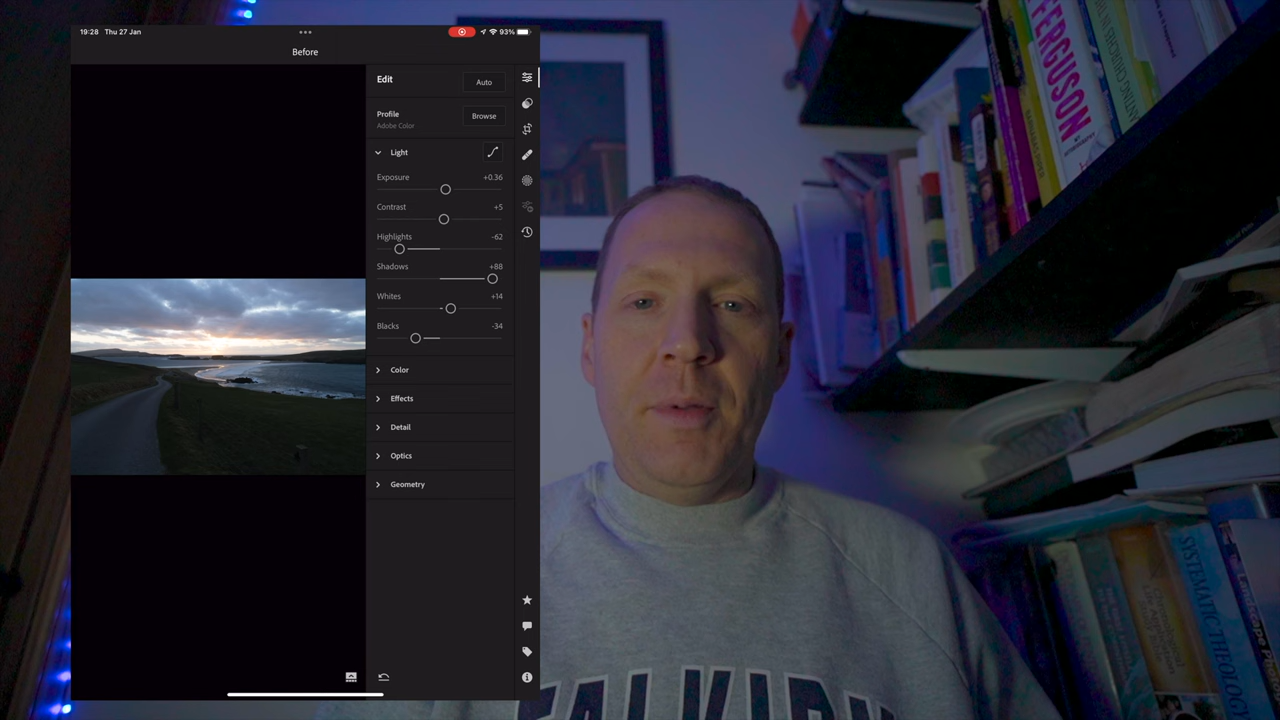 19:28 Thu 27 Jan
93%
Before
Edit
Auto
Profile
Adobe Color
Browse
Light
Exposure +0.36
Contrast +5
Highlights -62
Shadows +88
Whites +14
Blacks -34
Color
Effects
Detail
Optics
Geometry
FERGUSON
SYSTEMATIC THEOLOGY